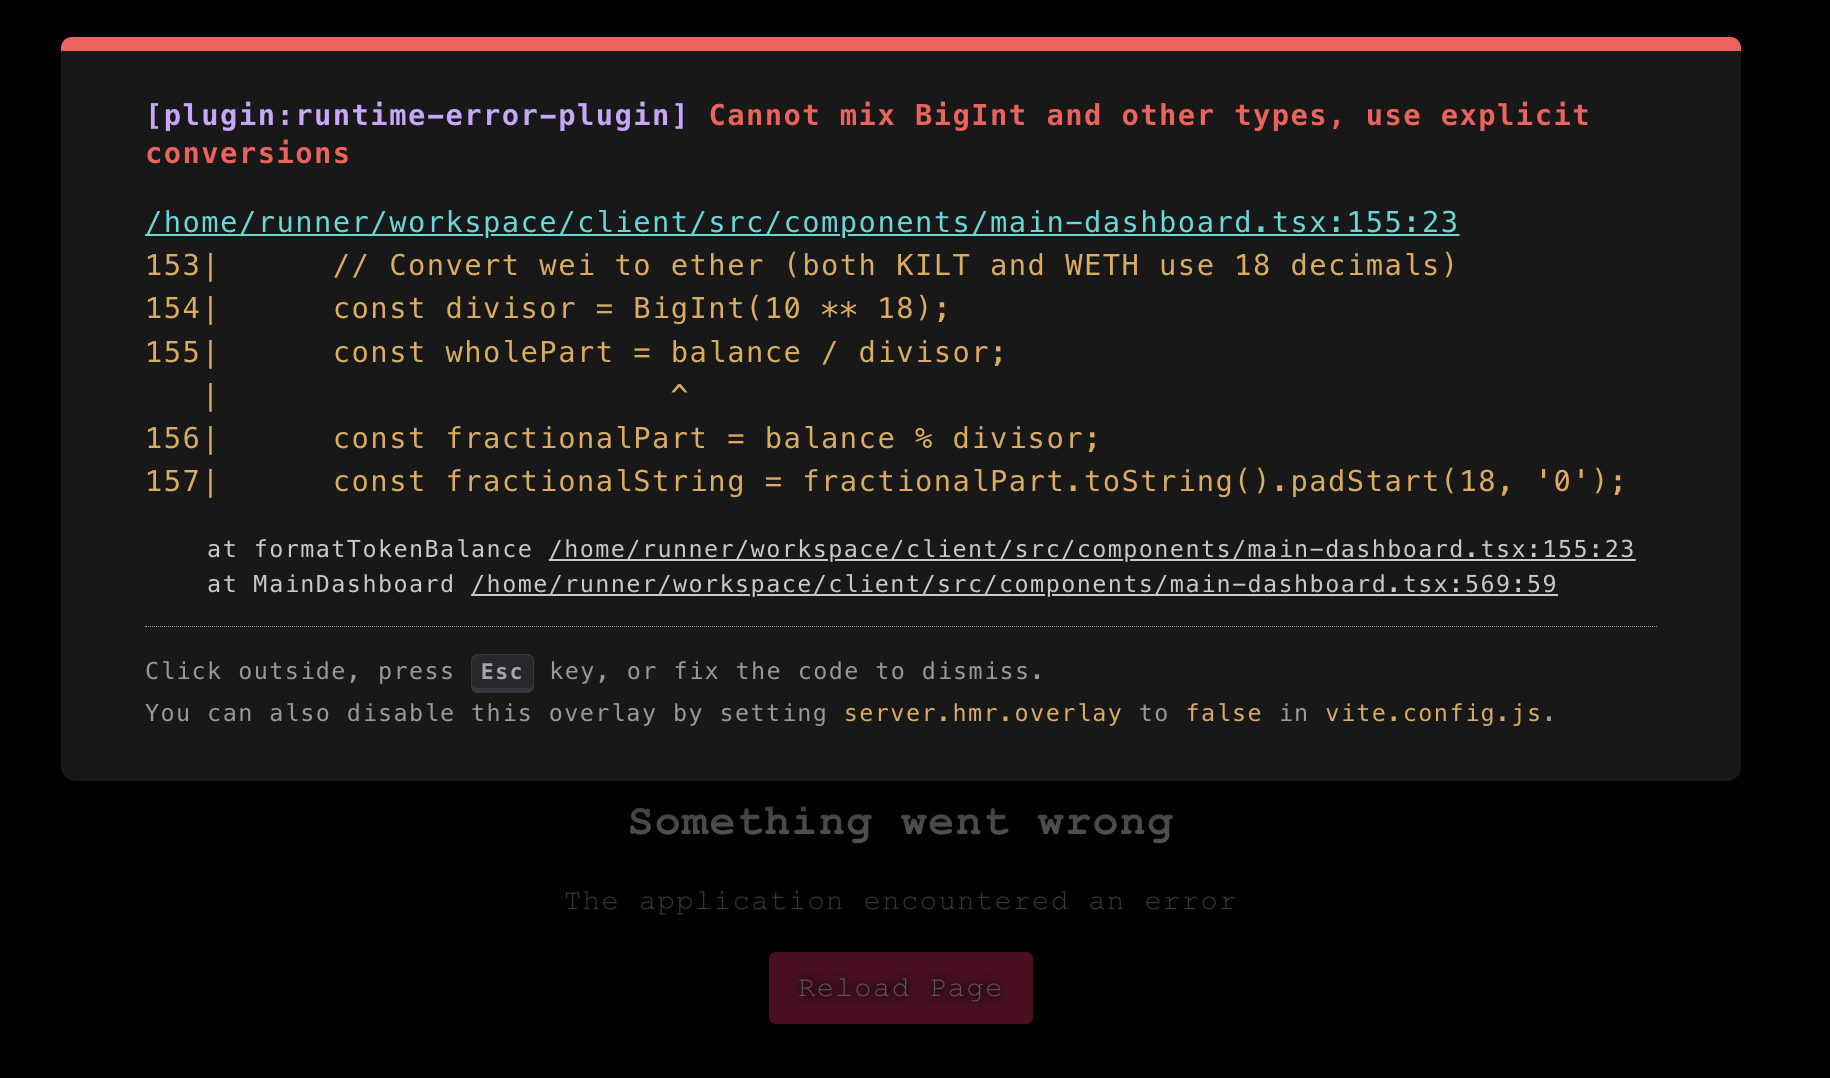 [plugin:runtime-error-plugin] Cannot mix BigInt and other types, use explicit
conversions
/home/runner/workspace/client/src/components/main-dashboard.tsx:155:23
153|      // Convert wei to ether (both KILT and WETH use 18 decimals)
154|      const divisor = BigInt(10 ** 18);
155|      const wholePart = balance / divisor;
   |                        ^
156|      const fractionalPart = balance % divisor;
157|      const fractionalString = fractionalPart.toString().padStart(18, '0');
at formatTokenBalance /home/runner/workspace/client/src/components/main-dashboard.tsx:155:23
at MainDashboard /home/runner/workspace/client/src/components/main-dashboard.tsx:569:59
Click outside, press Esc key, or fix the code to dismiss.
You can also disable this overlay by setting server.hmr.overlay to false in vite.config.js.
Something went wrong
The application encountered an error
Reload Page